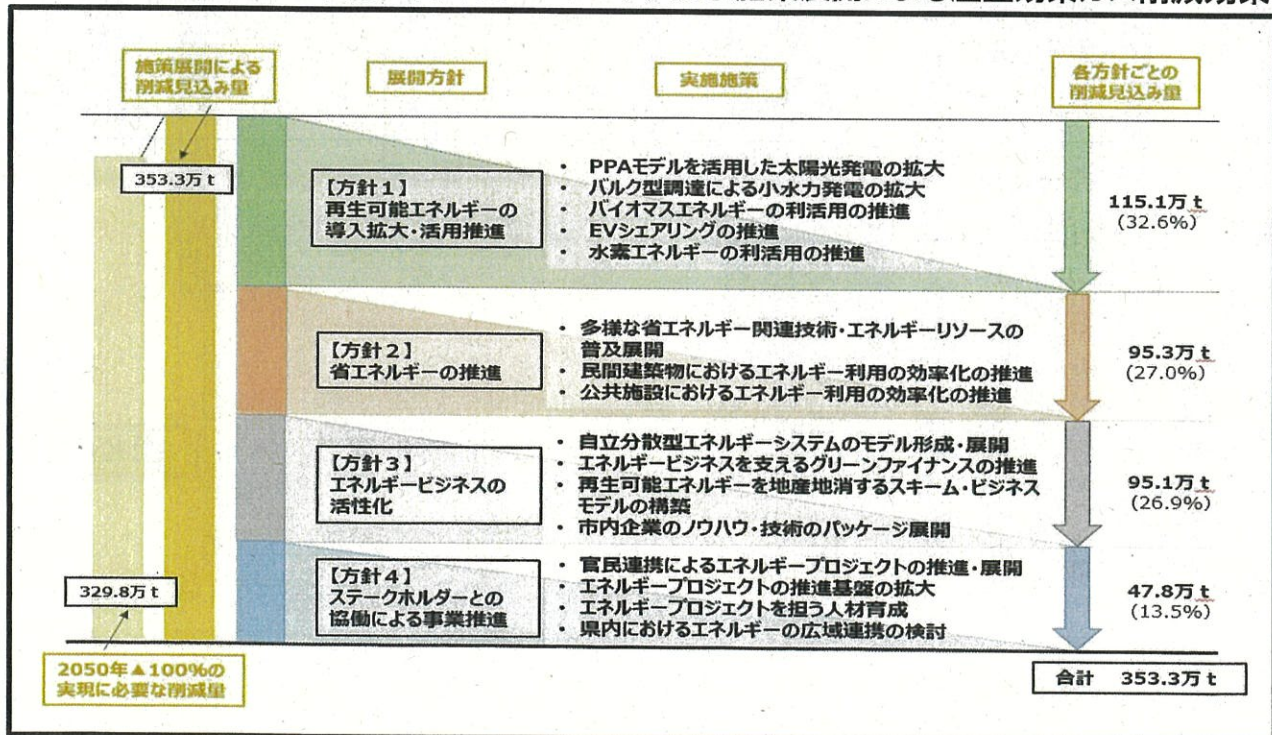 施策展開による
削減見込み量
展開方針
実施施策
各方針ごとの
削減見込み量
353.3万t
【方針1】
再生可能エネルギーの
導入拡大・活用推進
・ PPAモデルを活用した太陽光発電の拡大
・ バルク型調達による小水力発電の拡大
・ バイオマスエネルギーの利活用の推進
・ EVシェアリングの推進
・ 水素エネルギーの利活用の推進
115.1万t
(32.6%)
【方針2】
省エネルギーの推進
・ 多様な省エネルギー関連技術・エネルギーリソースの
普及展開
・ 民間建築物におけるエネルギー利用の効率化の推進
・ 公共施設におけるエネルギー利用の効率化の推進
95.3万t
(27.0%)
【方針3】
エネルギービジネスの
活性化
・ 自立分散型エネルギーシステムのモデル形成・展開
・ エネルギービジネスを支えるグリーンファイナンスの推進
・ 再生可能エネルギーを地産地消するスキーム・ビジネス
モデルの構築
・ 市内企業のノウハウ・技術のパッケージ展開
95.1万t
(26.9%)
【方針4】
ステークホルダーとの
協働による事業推進
・ 官民連携によるエネルギープロジェクトの推進・展開
・ エネルギープロジェクトの推進基盤の拡大
・ エネルギープロジェクトを担う人材育成
・ 県内におけるエネルギーの広域連携の検討
47.8万t
(13.5%)
329.8万t
2050年▲100%の
実現に必要な削減量
合計 353.3万t